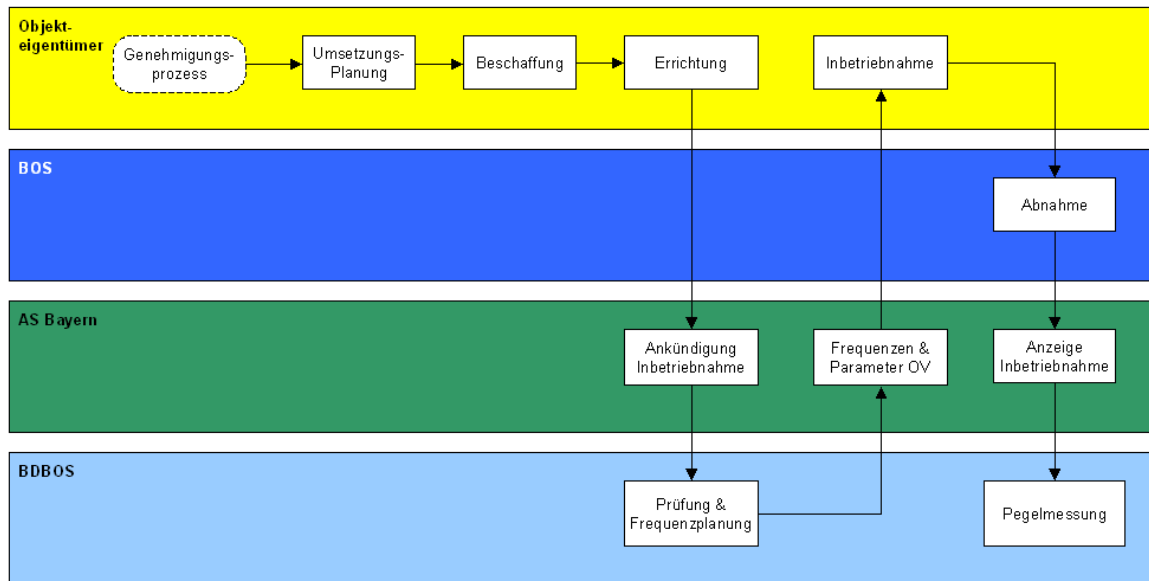 Objekt-
eigentümer
Genehmigungs-
prozess
Umsetzungs-
Planung
Beschaffung
Errichtung
Inbetriebnahme
BOS
Abnahme
AS Bayern
Ankündigung
Inbetriebnahme
Frequenzen &
Parameter OV
Anzeige
Inbetriebnahme
BDBOS
Prüfung &
Frequenzplanung
Pegelmessung